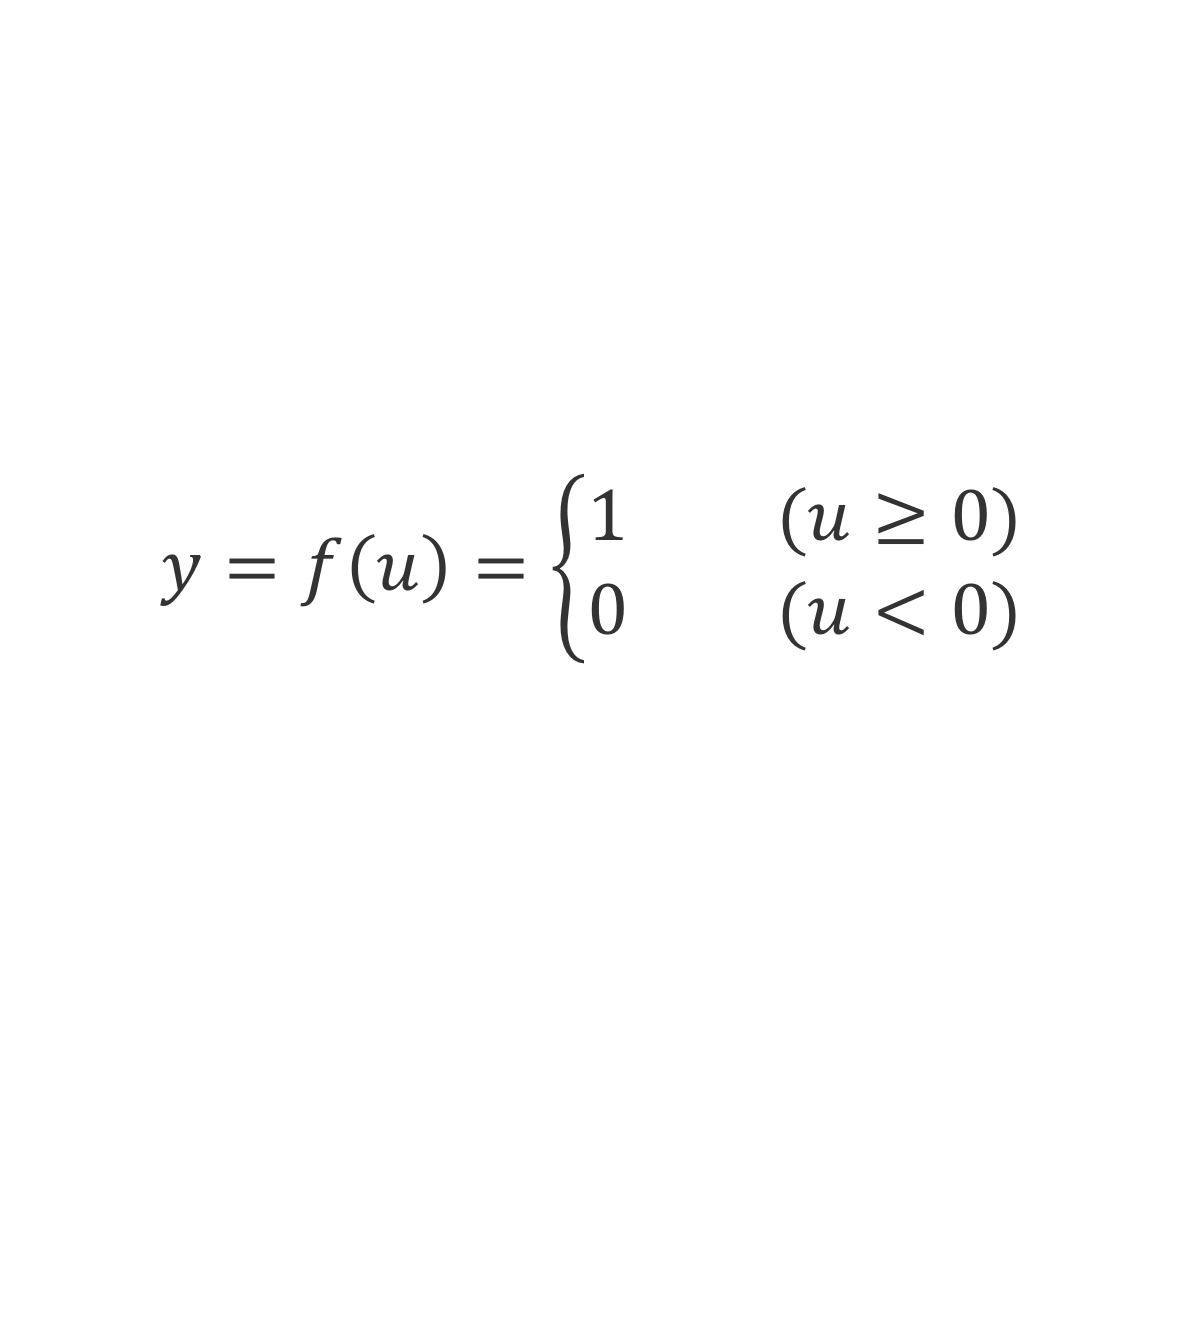 y = f(u) = { 1 (u ≥ 0)
0 (u < 0)